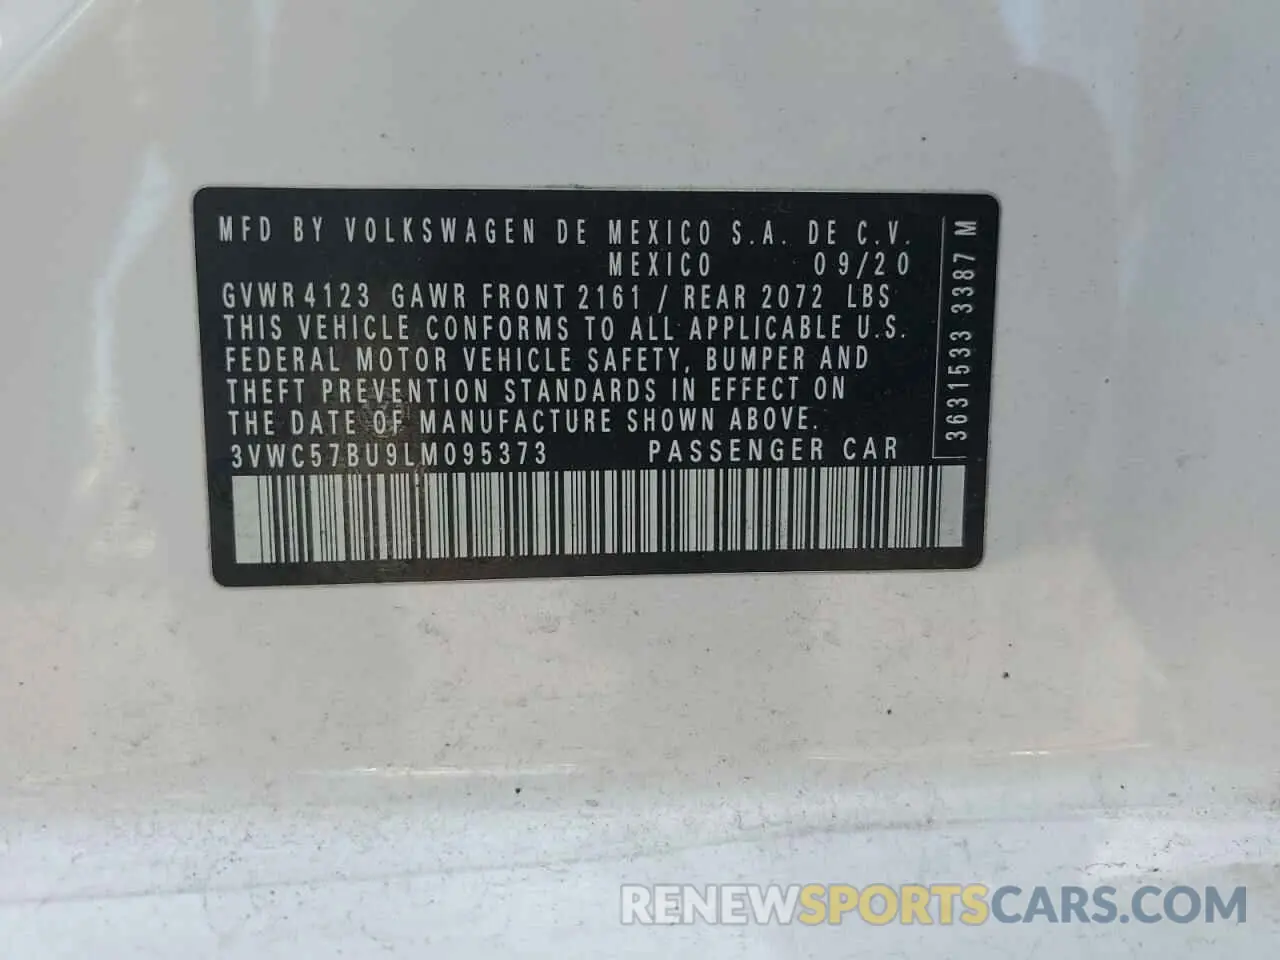 MFD BY VOLKSWAGEN DE MEXICO S.A. DE C.V.
MEXICO 09/20
GVWR 4123 GAWR FRONT 2161 / REAR 2072 LBS
THIS VEHICLE CONFORMS TO ALL APPLICABLE U.S.
FEDERAL MOTOR VEHICLE SAFETY, BUMPER AND
THEFT PREVENTION STANDARDS IN EFFECT ON
THE DATE OF MANUFACTURE SHOWN ABOVE.
3VWC57BU9LM095373 PASSENGER CAR
3631533 3387 M
RENEWSPORTSCARS.COM